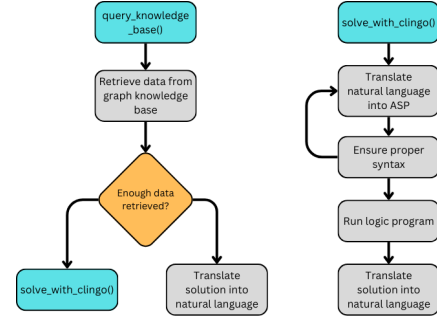 query_knowledge
_base()
Retrieve data from
graph knowledge
base
Enough data
retrieved?
solve_with_clingo()
Translate
solution into
natural language
solve_with_clingo()
Translate
natural language
into ASP
Ensure proper
syntax
Run logic program
Translate
solution into
natural language